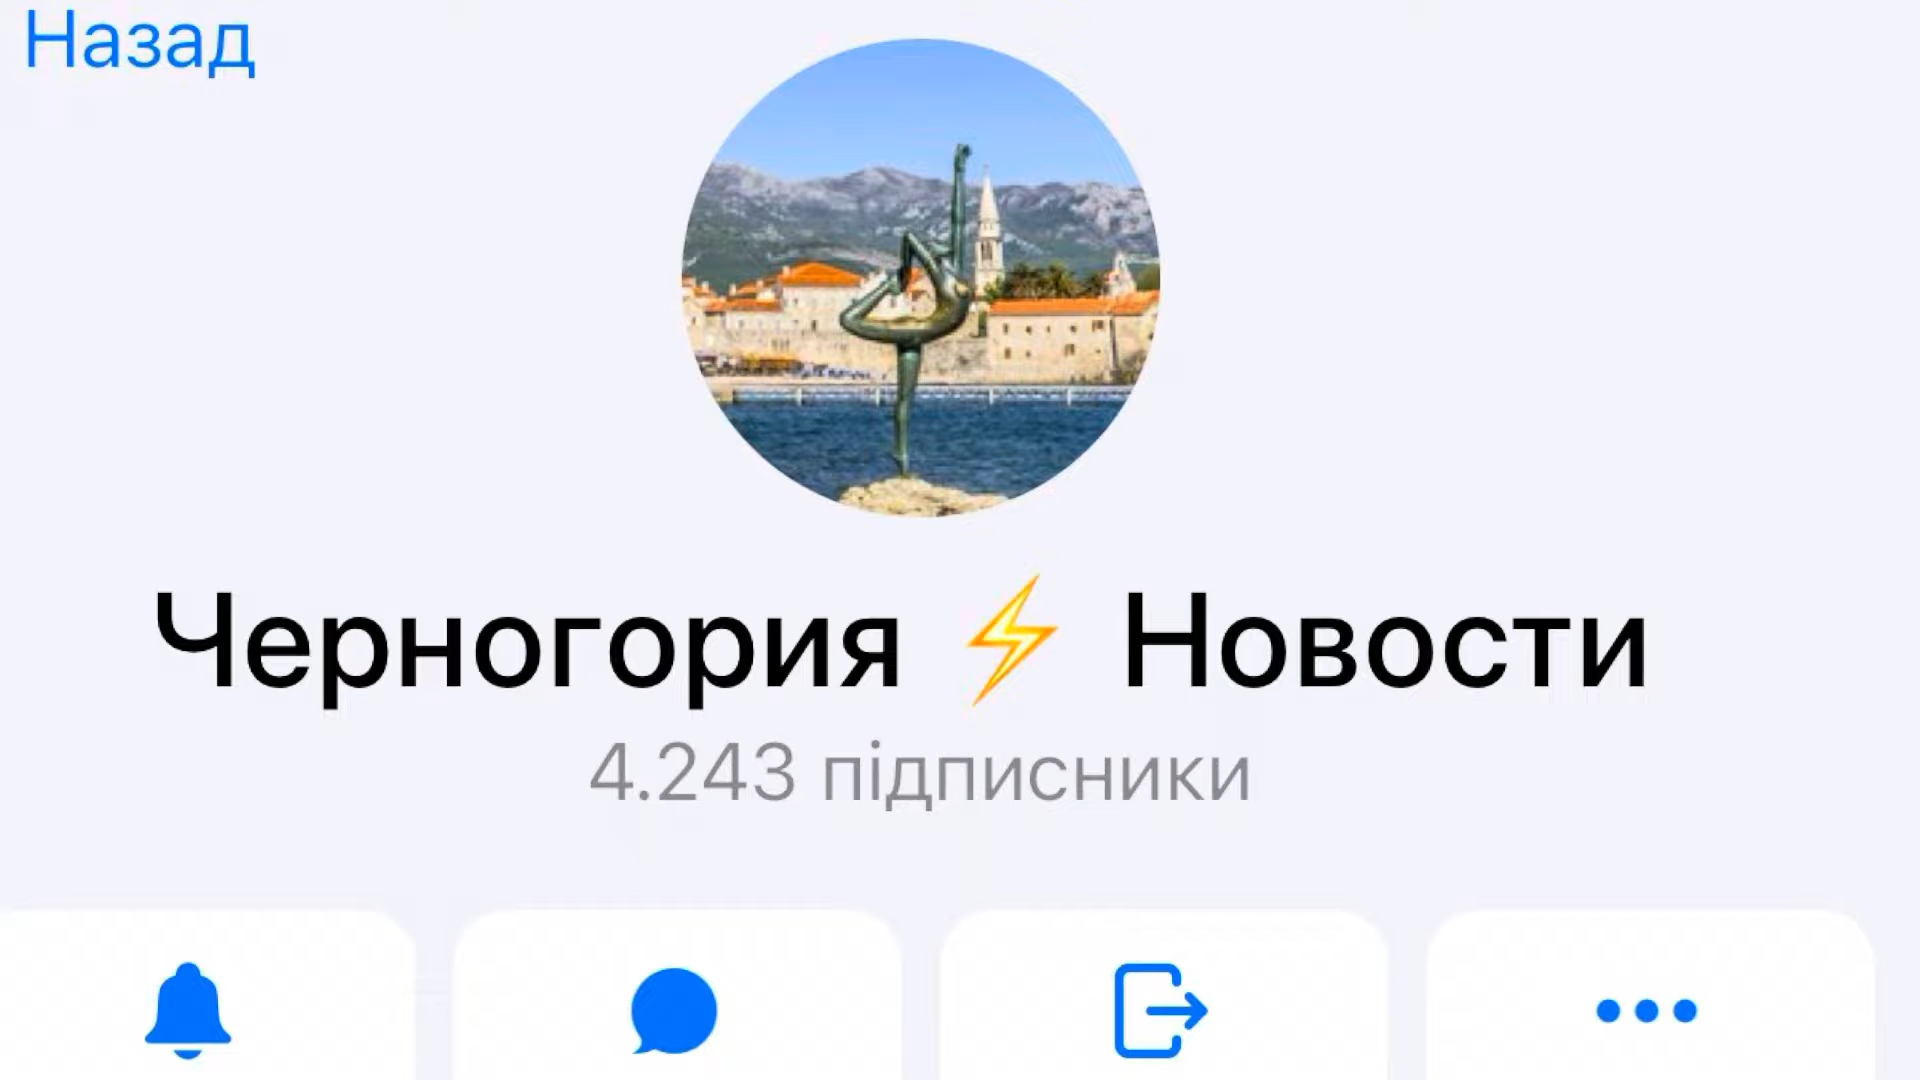 Назад
Черногория ⚡ Новости
4.243 підписники